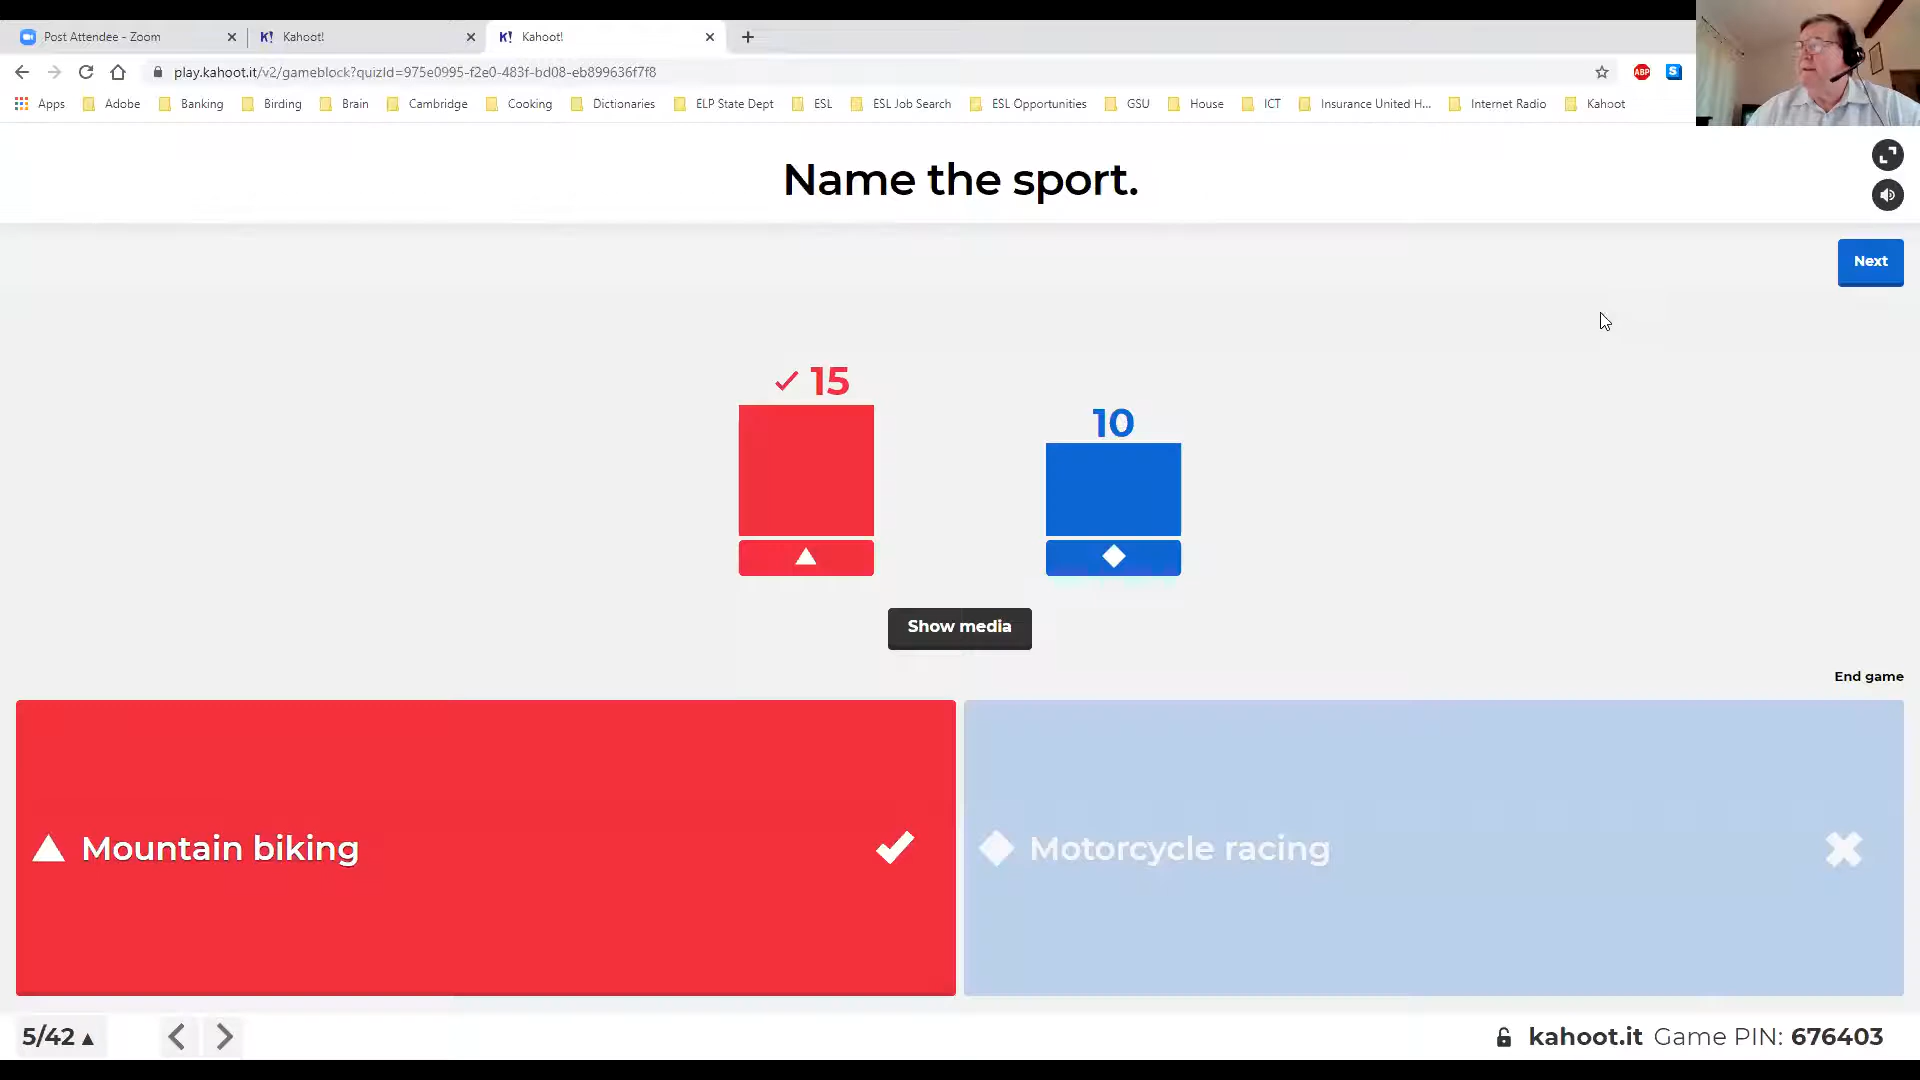 Post Attendee - Zoom
K! Kahoot!
K! Kahoot!
play.kahoot.it/v2/gameblock?quizId=975e0995-f2e0-483f-bd08-eb899636f7f8
ABP
S
Apps Adobe Banking Birding Brain Cambridge Cooking Dictionaries ELP State Dept ESL ESL Job Search ESL Opportunities GSU House ICT Insurance United H... Internet Radio Kahoot
Name the sport.
Next
15
10
Show media
End game
Mountain biking
Motorcycle racing
5/42
kahoot.it Game PIN: 676403